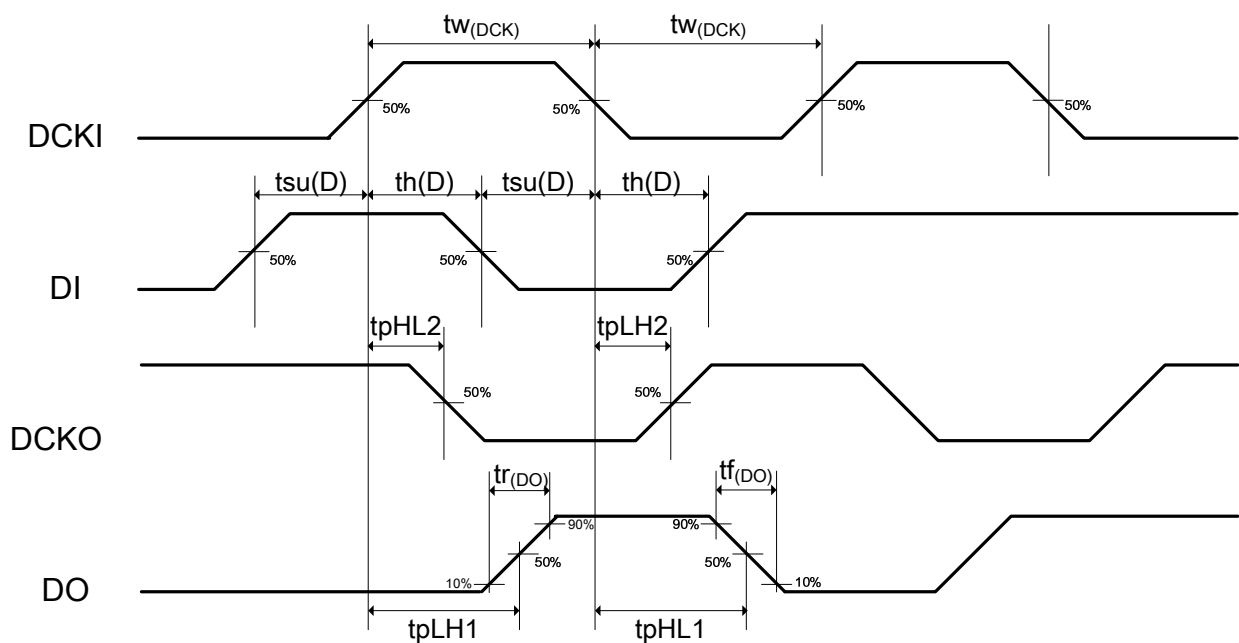 tw(DCK) tw(DCK)
50% 50% 50% 50%
DCKI
tsu(D) th(D) tsu(D) th(D)
50% 50% 50%
DI
tpHL2 tpLH2
50% 50%
DCKO
tr(DO) tf(DO)
90% 90%
50% 50%
10% 10%
DO
tpLH1 tpHL1